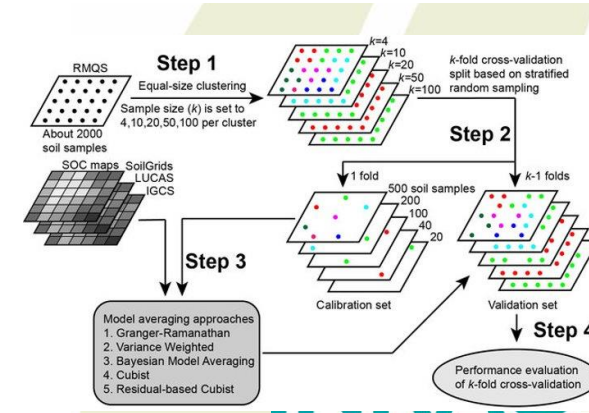 Step 1
RMQS
Equal-size clustering
Sample size (k) is set to
4,10,20,50,100 per cluster
About 2000
soil samples
k=4
k=10
k=20
k=50
k=100
k-fold cross-validation
split based on stratified
random sampling
Step 2
1 fold
k-1 folds
SOC maps
SoilGrids
LUCAS
IGCS
500 soil samples
200
100
40
20
Step 3
Calibration set
Validation set
Model averaging approaches
1. Granger-Ramanathan
2. Variance Weighted
3. Bayesian Model Averaging
4. Cubist
5. Residual-based Cubist
Step 4
Performance evaluation
of k-fold cross-validation